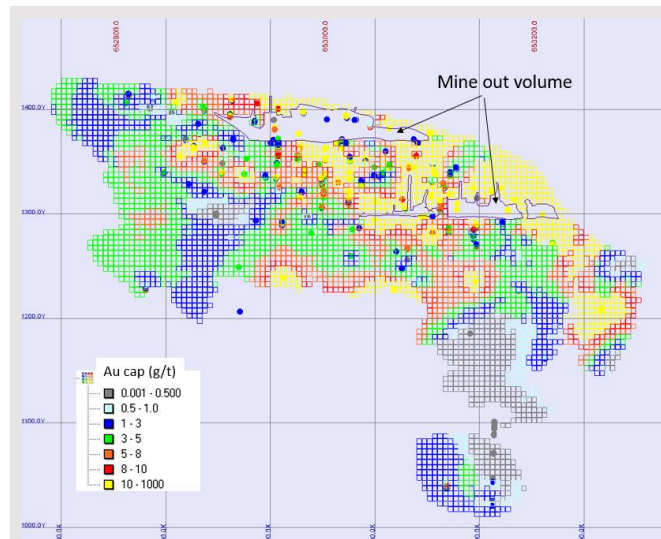 652800.0
653000.0
653200.0
Mine out volume
1400.0Y
1300.0Y
1200.0Y
1100.0Y
1000.0Y
Au cap (g/t)
0.001 - 0.500
0.5 - 1.0
1 - 3
3 - 5
5 - 8
8 - 10
10 - 1000